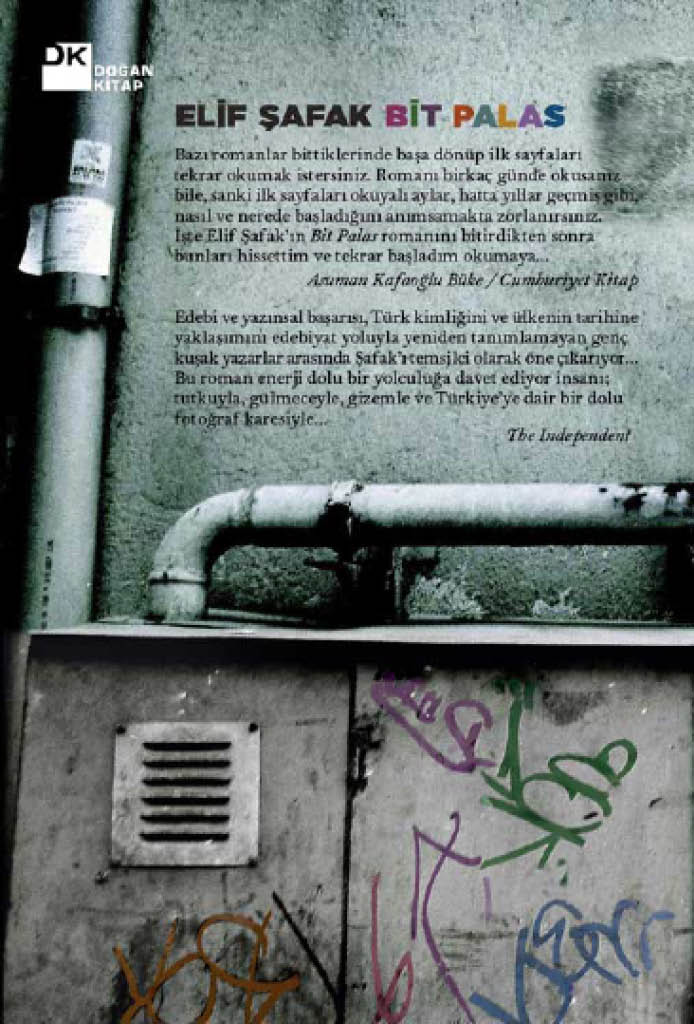 DK
DOĞAN
KİTAP
ELİF ŞAFAK BİT PALAS
Bazı romanlar bittiklerinde başa dönüp ilk sayfaları
tekrar okumak istersiniz. Romanı birkaç günde okusanız
bile, sanki ilk sayfaları okuyalı aylar, hatta yıllar geçmiş gibi,
nasıl ve nerede başladığını anımsamakta zorlanırsınız.
İşte Elif Şafak'ın Bit Palas romanını bitirdikten sonra
bunları hissettim ve tekrar başladım okumaya...
Asuman Kafaoğlu Büke / Cumhuriyet Kitap
Edebi ve yazınsal başarısı, Türk kimliğini ve ülkenin tarihine
yaklaşımını edebiyat yoluyla yeniden tanımlamayan genç
kuşak yazarlar arasında Şafak'ı temsilci olarak öne çıkarıyor...
Bu roman enerji dolu bir yolculuğa davet ediyor insanı;
tutkuyla, gülmeceyle, gizemle ve Türkiye'ye dair bir dolu
fotoğraf karesiyle...
The Independent